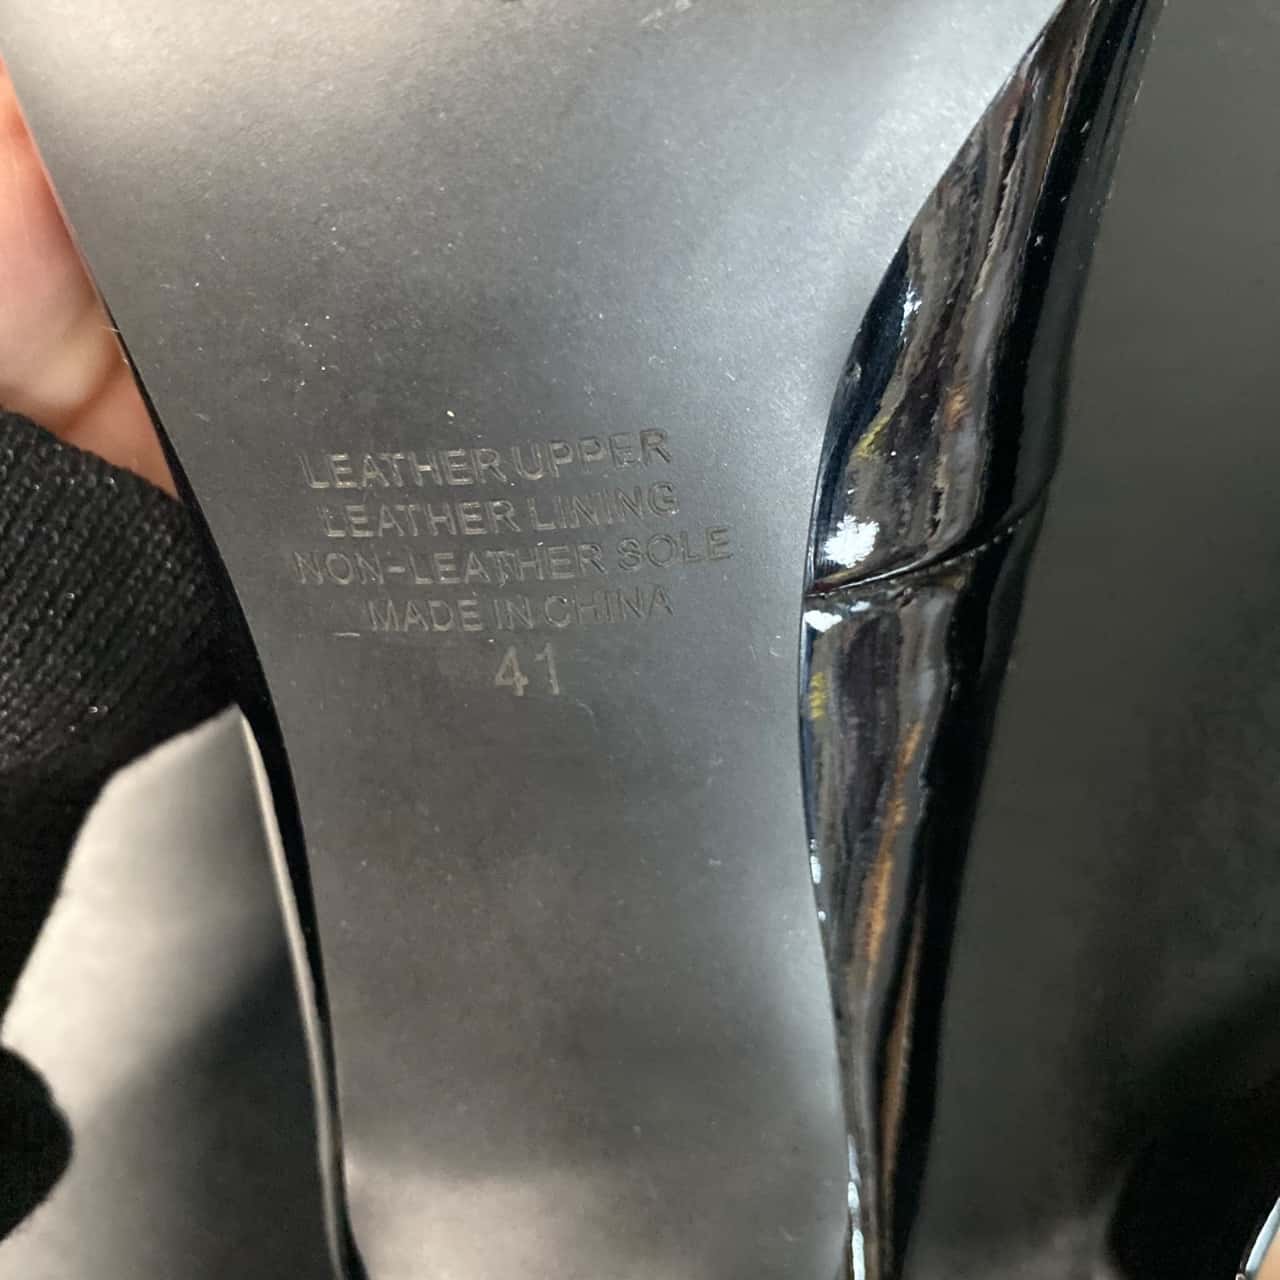 LEATHER UPPER
LEATHER LINING
NON-LEATHER SOLE
MADE IN CHINA
41